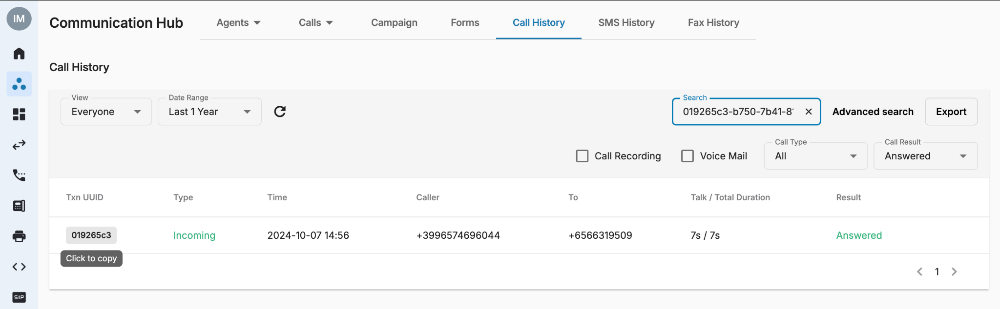 IM
Communication Hub
Agents
Calls
Campaign
Forms
Call History
SMS History
Fax History
Call History
View
Everyone
Date Range
Last 1 Year
Search
019265c3-b750-7b41-8
Advanced search
Export
Call Recording
Voice Mail
Call Type
All
Call Result
Answered
Txn UUID Type Time Caller To Talk / Total Duration Result
019265c3 Incoming 2024-10-07 14:56 +3996574696044 +6566319509 7s / 7s Answered
Click to copy
1
SIP